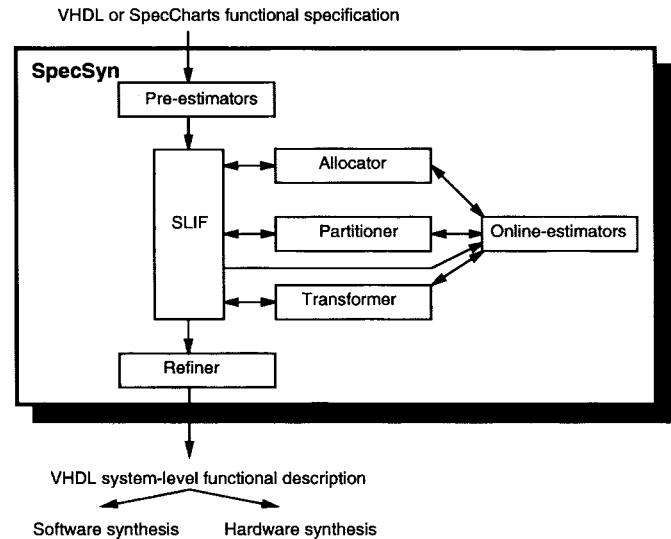 VHDL or SpecCharts functional specification
SpecSyn
Pre-estimators
Allocator
SLIF
Partitioner
Online-estimators
Transformer
Refiner
VHDL system-level functional description
Software synthesis
Hardware synthesis